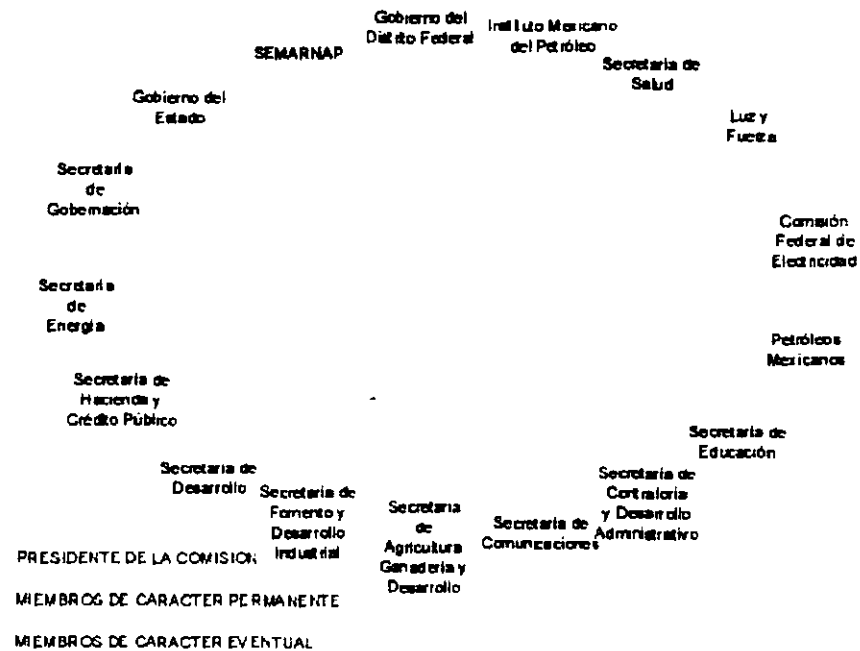 Gobierno del
Distrito Federal
Instituto Mexicano
del Petróleo
SEMARNAP
Secretaría de
Salud
Gobierno del
Estado
Luz y
Fuerza
Secretaría
de
Gobernación
Comisión
Federal de
Electricidad
Secretaría
de
Energía
Petróleos
Mexicanos
Secretaría de
Hacienda y
Crédito Público
Secretaría de
Educación
Secretaría de
Desarrollo
Secretaría de
Fomento y
Desarrollo
Industrial
Secretaria
de
Agricultura
Ganadería y
Desarrollo
Secretaría de
Comunicaciones
Secretaría de
Contraloría
y Desarrollo
Administrativo
PRESIDENTE DE LA COMISION
MIEMBROS DE CARACTER PERMANENTE
MIEMBROS DE CARACTER EVENTUAL